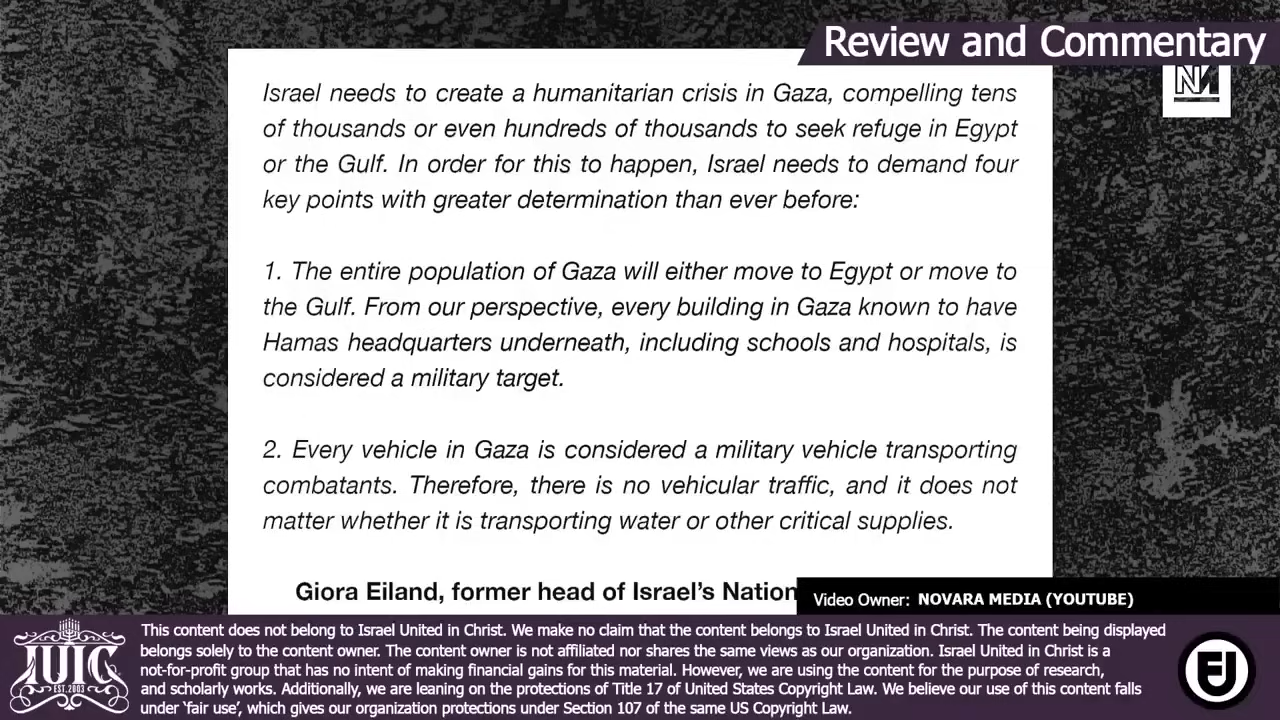 Review and Commentary
Israel needs to create a humanitarian crisis in Gaza, compelling tens
of thousands or even hundreds of thousands to seek refuge in Egypt
or the Gulf. In order for this to happen, Israel needs to demand four
key points with greater determination than ever before:
1. The entire population of Gaza will either move to Egypt or move to
the Gulf. From our perspective, every building in Gaza known to have
Hamas headquarters underneath, including schools and hospitals, is
considered a military target.
2. Every vehicle in Gaza is considered a military vehicle transporting
combatants. Therefore, there is no vehicular traffic, and it does not
matter whether it is transporting water or other critical supplies.
Giora Eiland, former head of Israel's Nation
Video Owner: NOVARA MEDIA (YOUTUBE)
IUIC
EST. 2003
This content does not belong to Israel United in Christ. We make no claim that the content belongs to Israel United in Christ. The content being displayed
belongs solely to the content owner. The content owner is not affiliated nor shares the same views as our organization. Israel United in Christ is a
not-for-profit group that has no intent of making financial gains for this material. However, we are using the content for the purpose of research,
and scholarly works. Additionally, we are leaning on the protections of Title 17 of United States Copyright Law. We believe our use of this content falls
under 'fair use', which gives our organization protections under Section 107 of the same US Copyright Law.